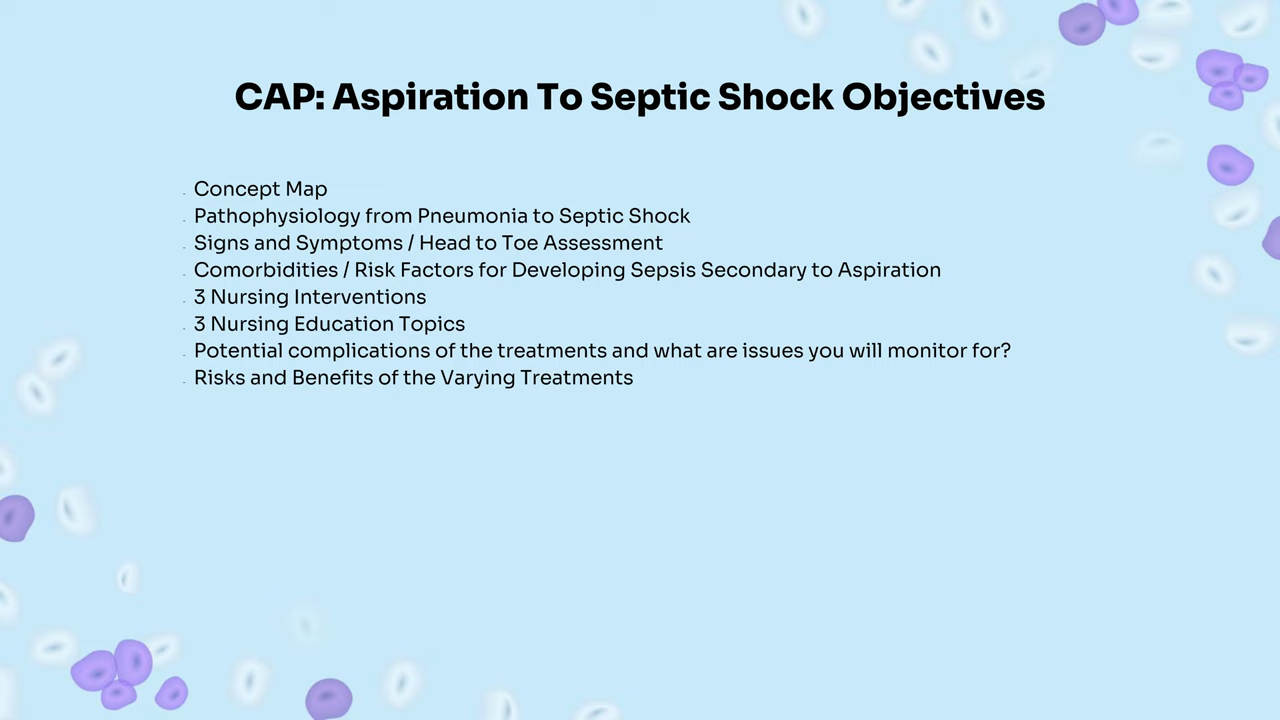 CAP: Aspiration To Septic Shock Objectives
Concept Map
Pathophysiology from Pneumonia to Septic Shock
Signs and Symptoms / Head to Toe Assessment
Comorbidities / Risk Factors for Developing Sepsis Secondary to Aspiration
3 Nursing Interventions
3 Nursing Education Topics
Potential complications of the treatments and what are issues you will monitor for?
Risks and Benefits of the Varying Treatments